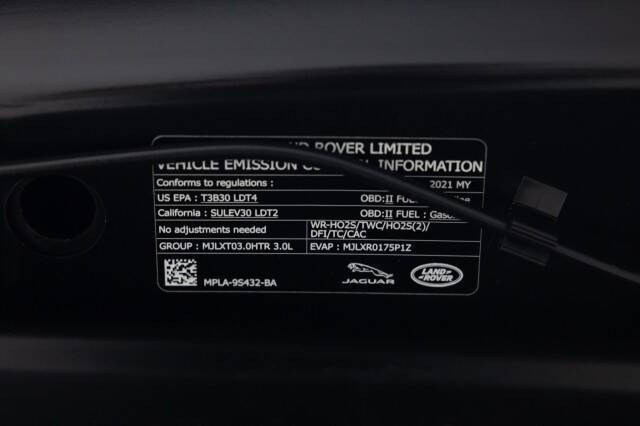 ROVER LIMITED
VEHICLE EMISSION INFORMATION
Conforms to regulations: 2021 MY
US EPA : T3B30 LDT4 OBD:II FUEL
California : SULEV30 LDT2 OBD:II FUEL :
No adjustments needed
WR-HO2S/TWC/HO2S(2)/
DFI/TC/CAC
GROUP : MJLXT03.0HTR 3.0L EVAP : MJLXR0175P1Z
MPLA-9S432-BA
JAGUAR
LAND-
ROVER